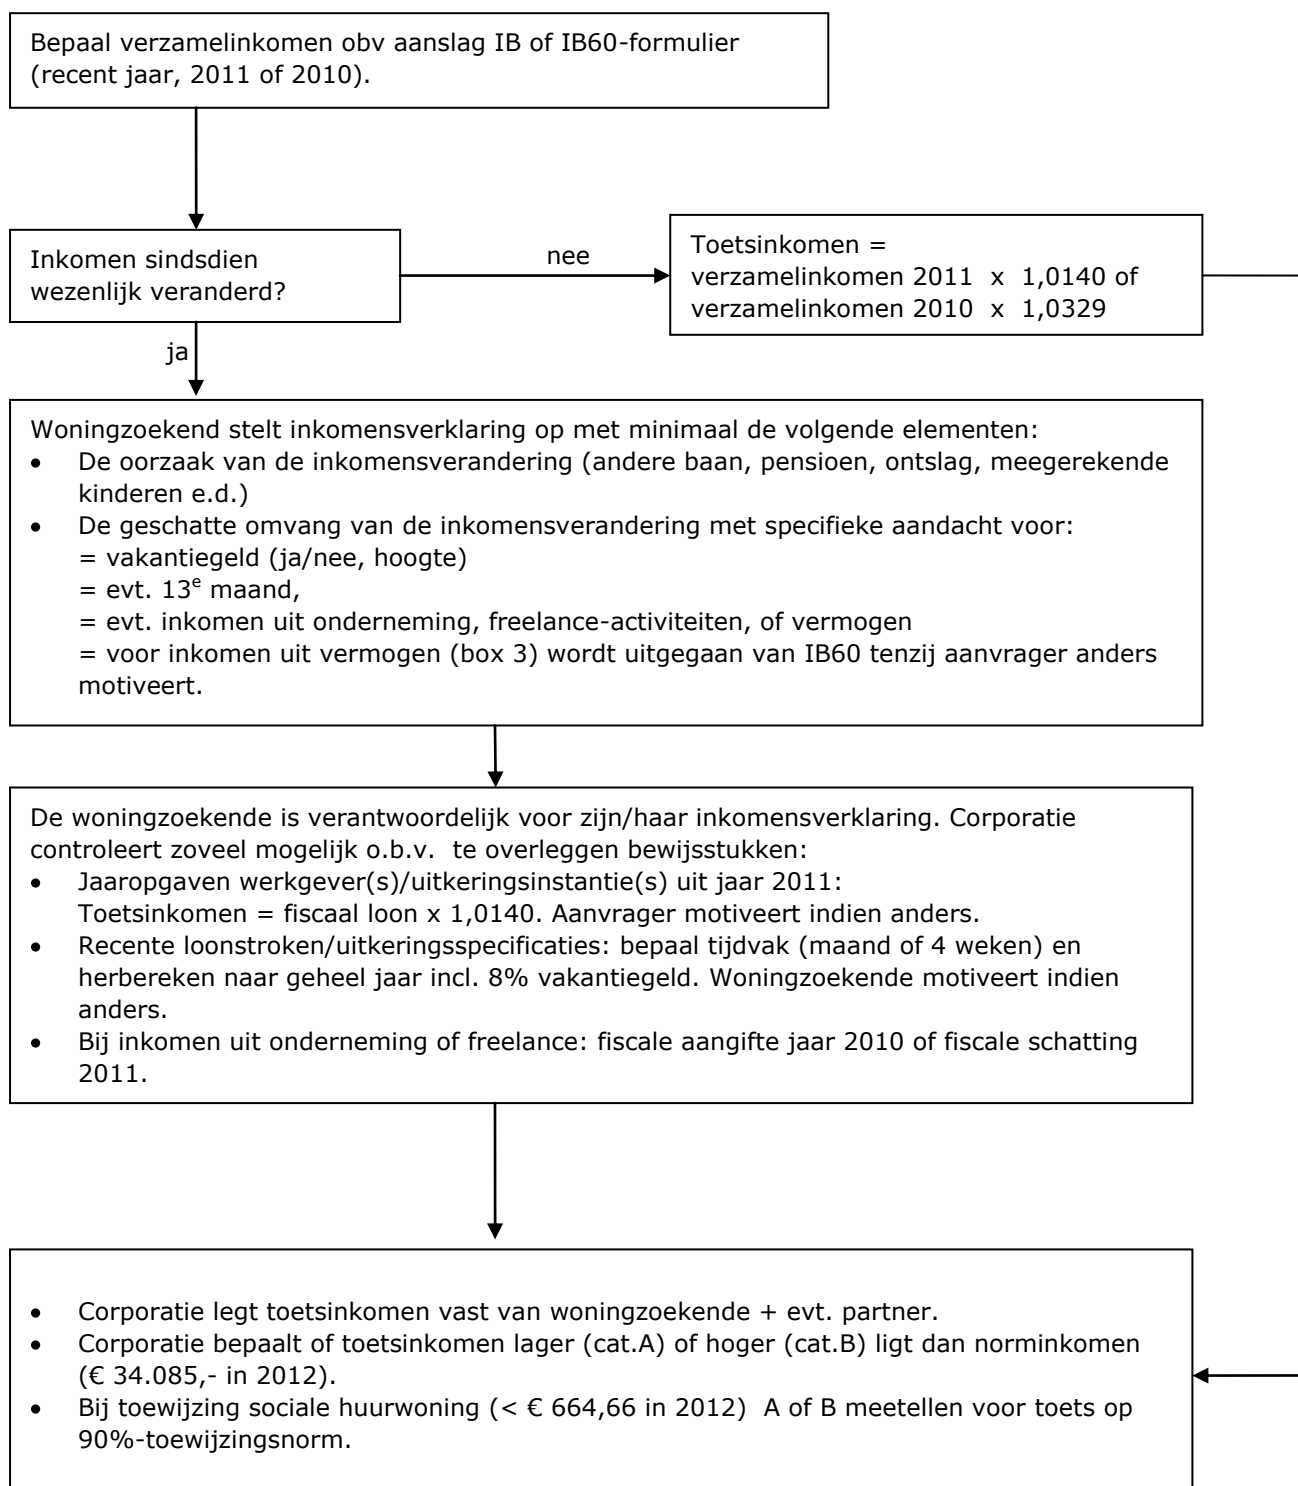 Bepaal verzamelinkomen obv aanslag IB of IB60-formulier
(recent jaar, 2011 of 2010).
Inkomen sindsdien
wezenlijk veranderd?
nee
Toetsinkomen =
verzamelinkomen 2011 x 1,0140 of
verzamelinkomen 2010 x 1,0329
ja
Woningzoekend stelt inkomensverklaring op met minimaal de volgende elementen:
• De oorzaak van de inkomensverandering (andere baan, pensioen, ontslag, meegerekende
kinderen e.d.)
• De geschatte omvang van de inkomensverandering met specifieke aandacht voor:
= vakantiegeld (ja/nee, hoogte)
= evt. 13e maand,
= evt. inkomen uit onderneming, freelance-activiteiten, of vermogen
= voor inkomen uit vermogen (box 3) wordt uitgegaan van IB60 tenzij aanvrager anders
motiveert.
De woningzoekende is verantwoordelijk voor zijn/haar inkomensverklaring. Corporatie
controleert zoveel mogelijk o.b.v. te overleggen bewijsstukken:
• Jaaropgaven werkgever(s)/uitkeringsinstantie(s) uit jaar 2011:
Toetsinkomen = fiscaal loon x 1,0140. Aanvrager motiveert indien anders.
• Recente loonstroken/uitkeringsspecificaties: bepaal tijdvak (maand of 4 weken) en
herbereken naar geheel jaar incl. 8% vakantiegeld. Woningzoekende motiveert indien
anders.
• Bij inkomen uit onderneming of freelance: fiscale aangifte jaar 2010 of fiscale schatting
2011.
• Corporatie legt toetsinkomen vast van woningzoekende + evt. partner.
• Corporatie bepaalt of toetsinkomen lager (cat.A) of hoger (cat.B) ligt dan norminkomen
(€ 34.085,- in 2012).
• Bij toewijzing sociale huurwoning (< € 664,66 in 2012) A of B meetellen voor toets op
90%-toewijzingsnorm.